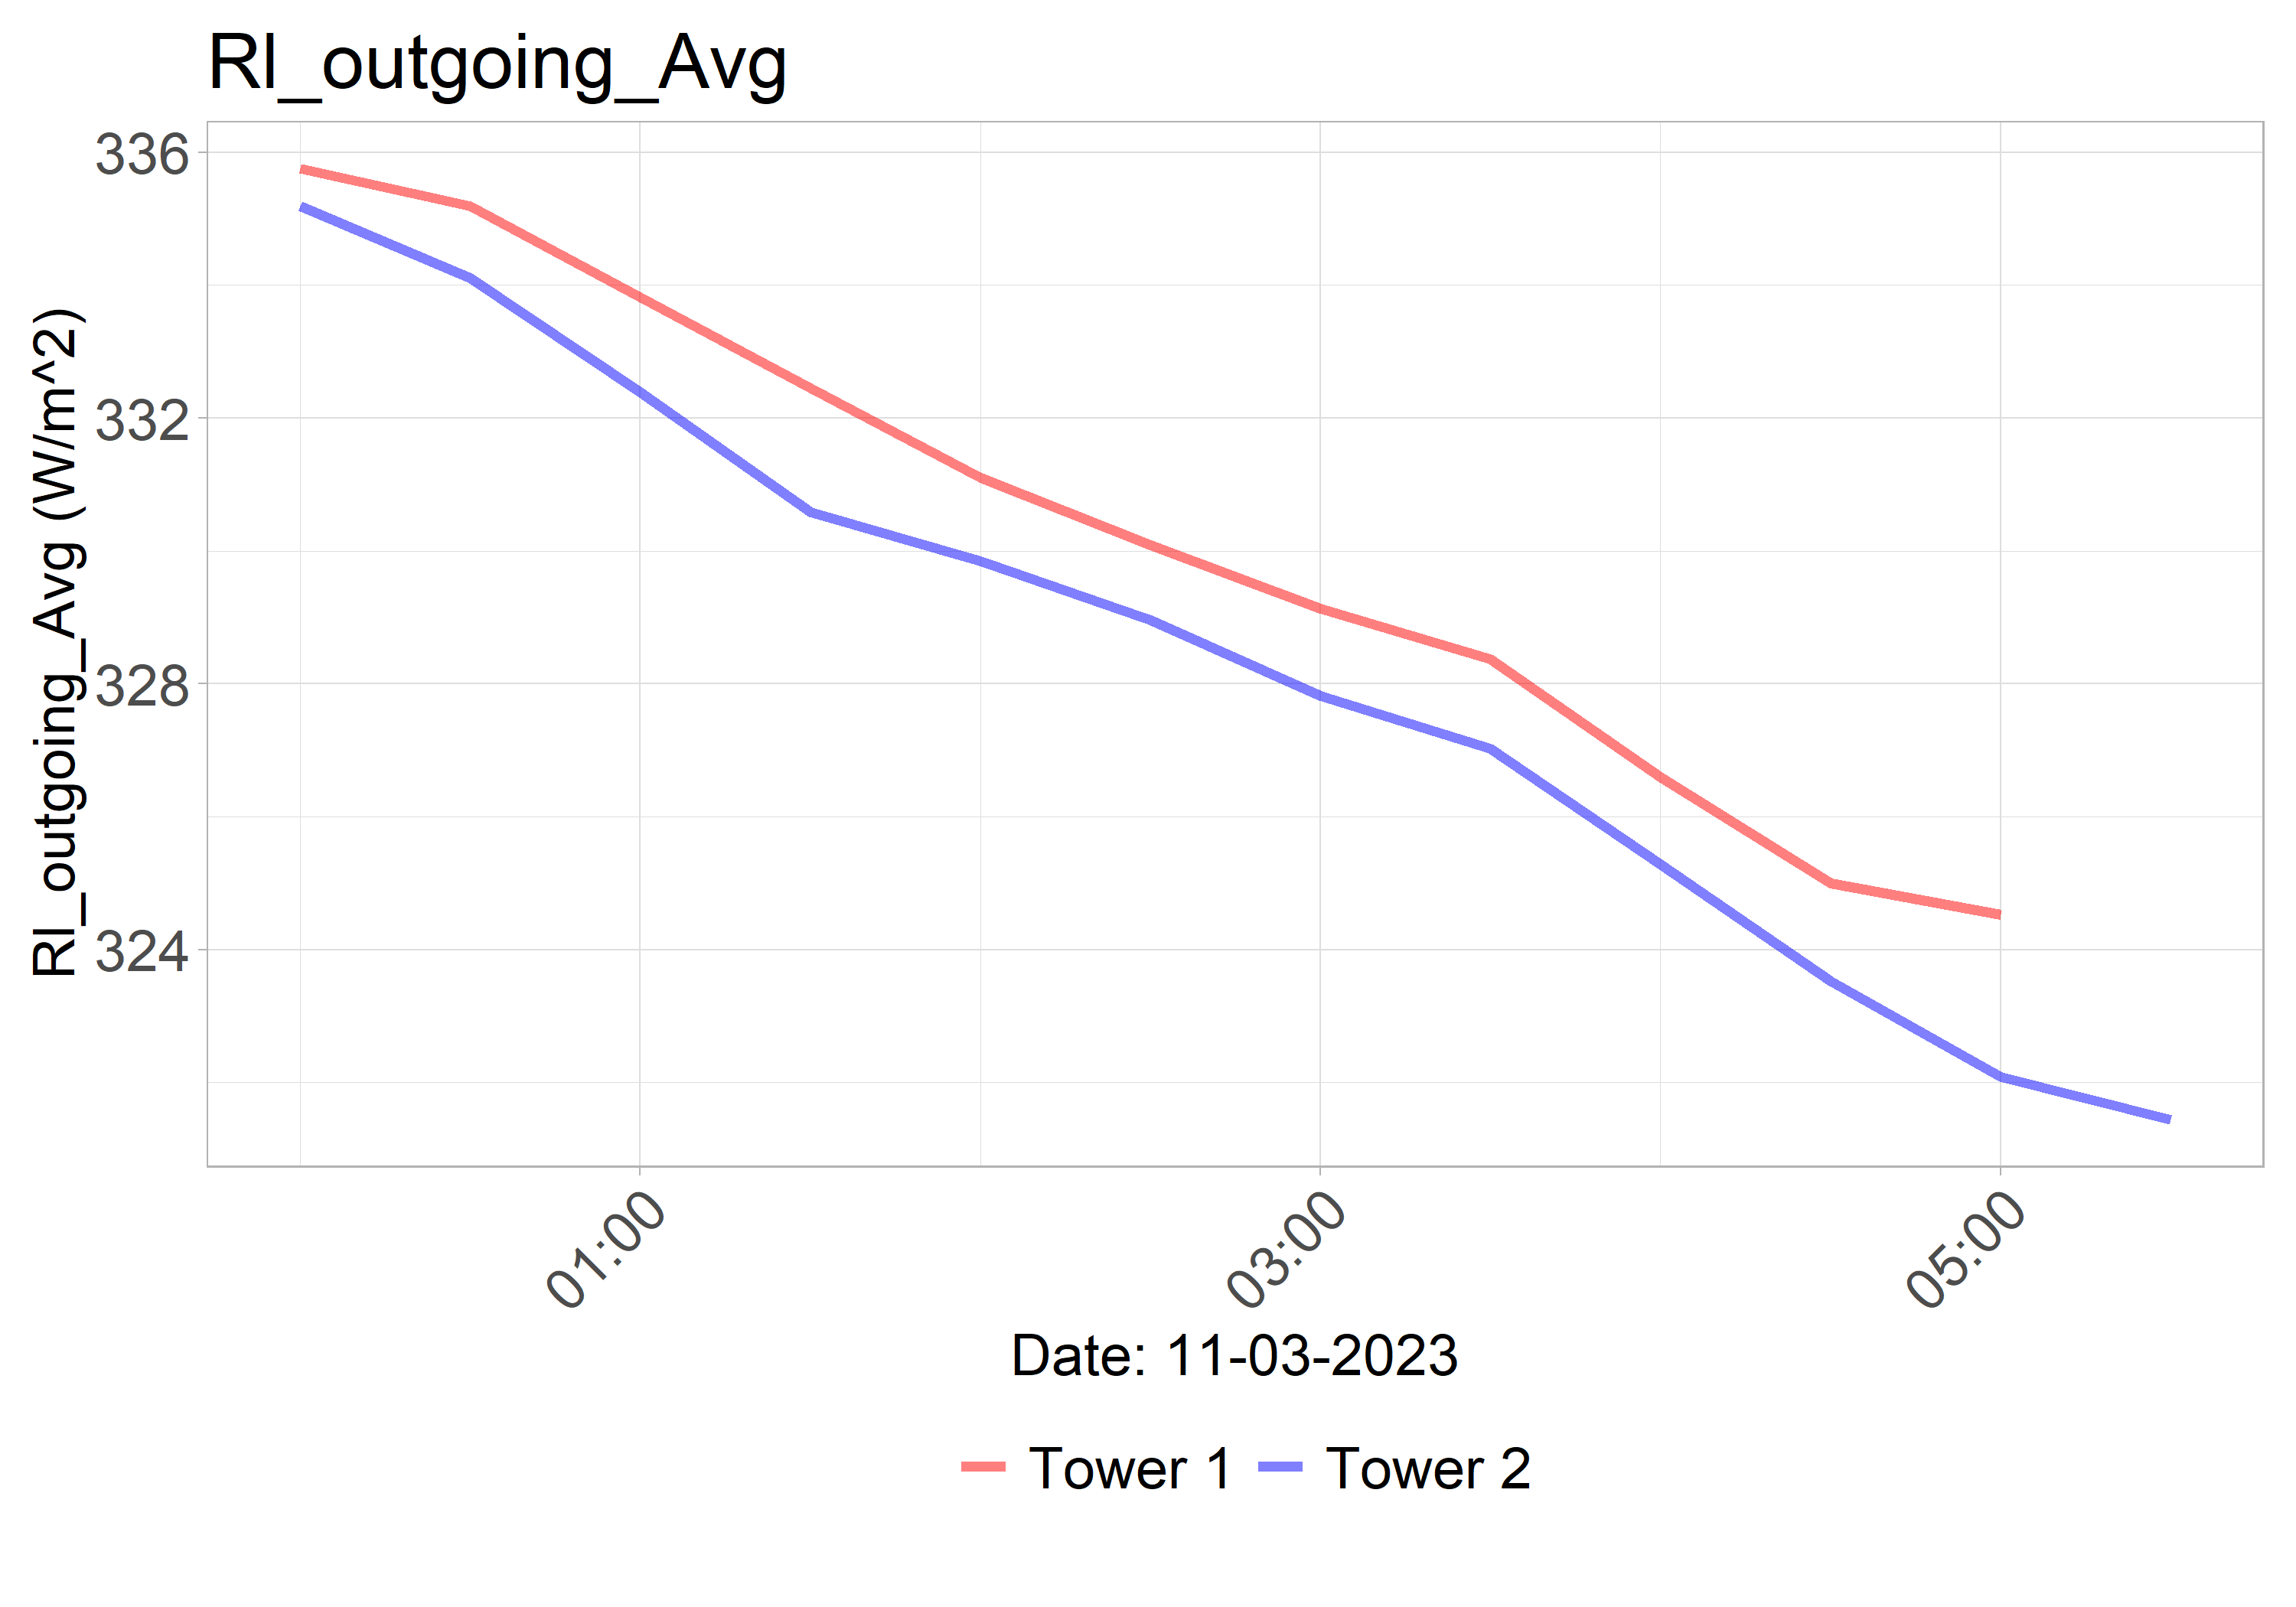 Rl_outgoing_Avg
Rl_outgoing_Avg (W/m^2)
336
332
328
324
01:00
03:00
05:00
Date: 11-03-2023
Tower 1
Tower 2